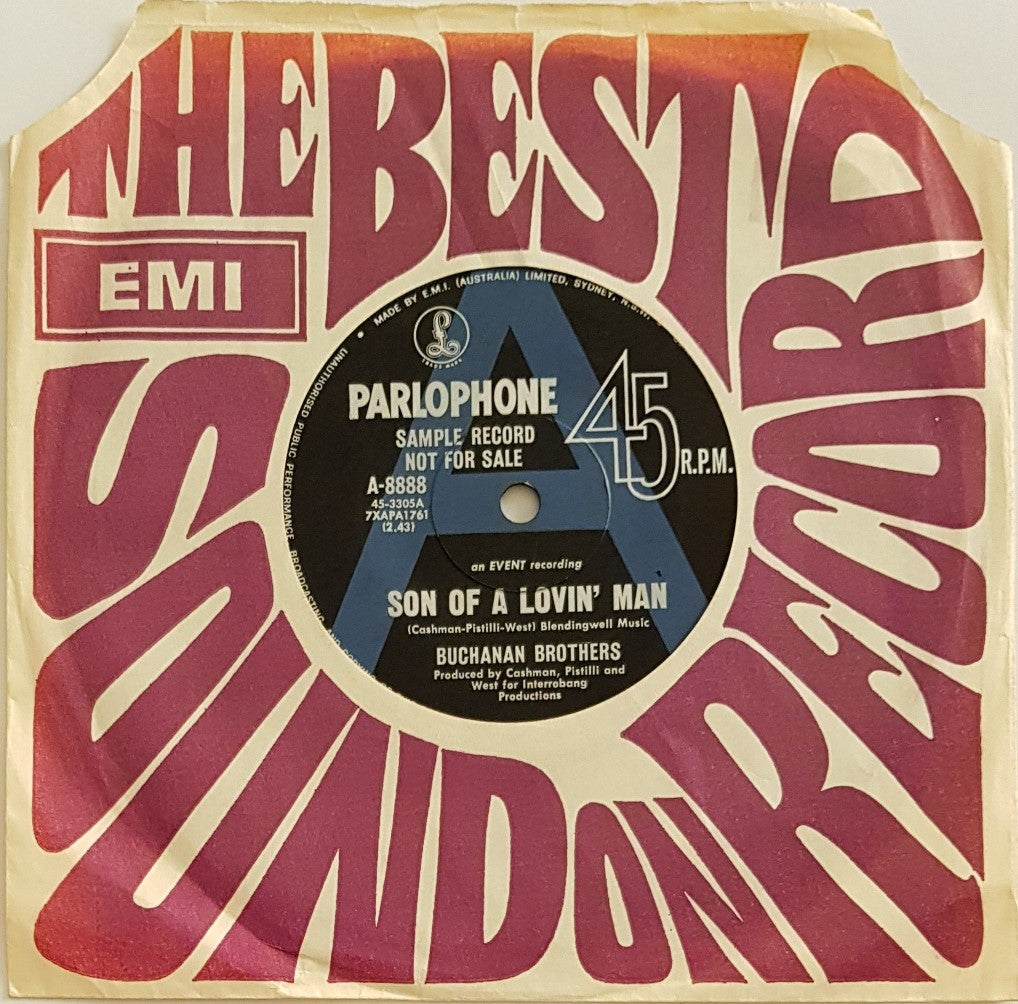 THE BEST
SOUND ON RECORD
EMI
MADE BY E.M.I. (AUSTRALIA) LIMITED, SYDNEY, N.S.W.
UNAUTHORISED PUBLIC PERFORMANCE, BROADCASTING AND
£
TRADE MARK
PARLOPHONE
45
R.P.M.
SAMPLE RECORD
NOT FOR SALE
A-8888
45-3305A
7XAPA1761
(2.43)
A
an EVENT recording
SON OF A LOVIN' MAN
(Cashman-Pistilli-West) Blendingwell Music
BUCHANAN BROTHERS
Produced by Cashman, Pistilli and
West for Interrobang
Productions